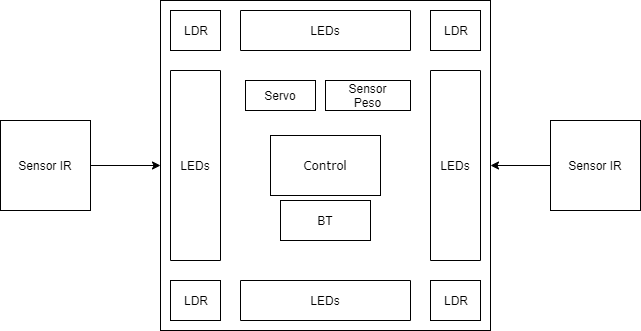 LDR
LEDs
LDR
Servo
Sensor
Peso
Sensor IR
LEDs
Control
LEDs
Sensor IR
BT
LDR
LEDs
LDR